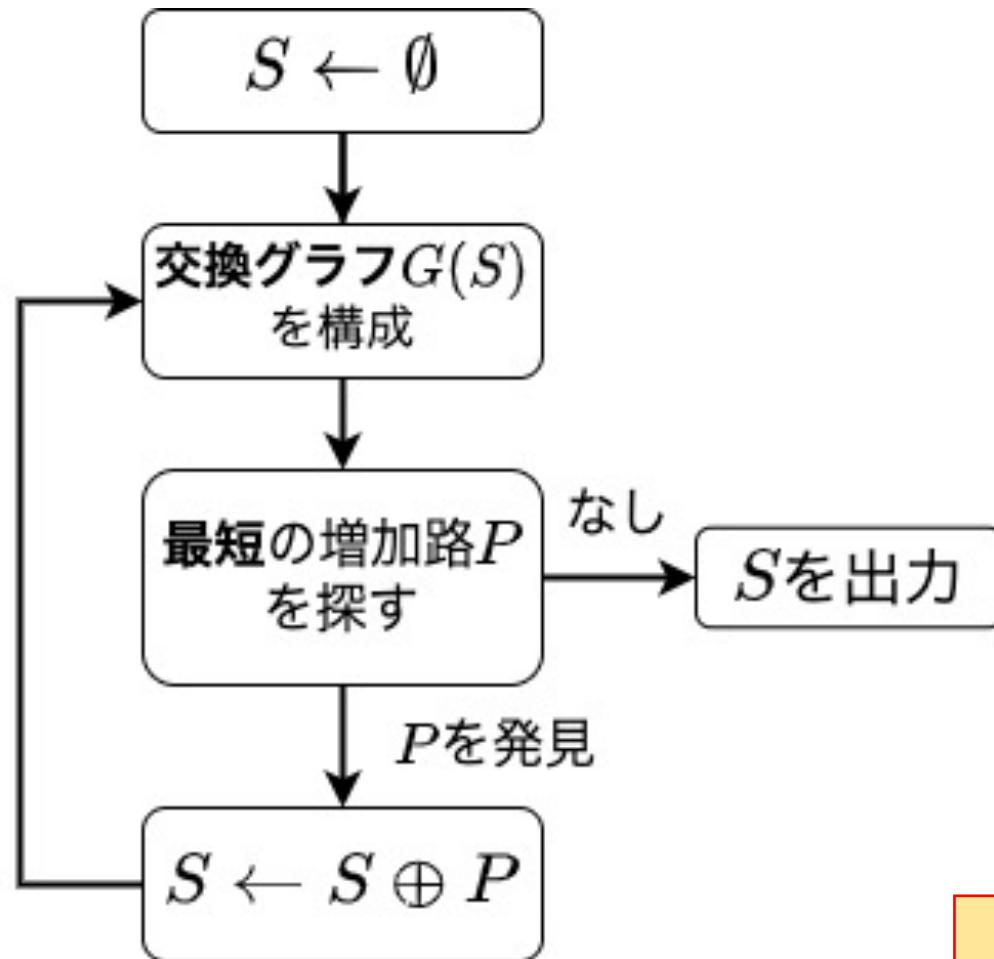 S ← ∅
交換グラフG(S)
を構成
最短の増加路P
を探す
なし
Sを出力
Pを発見
S ← S ⊕ P